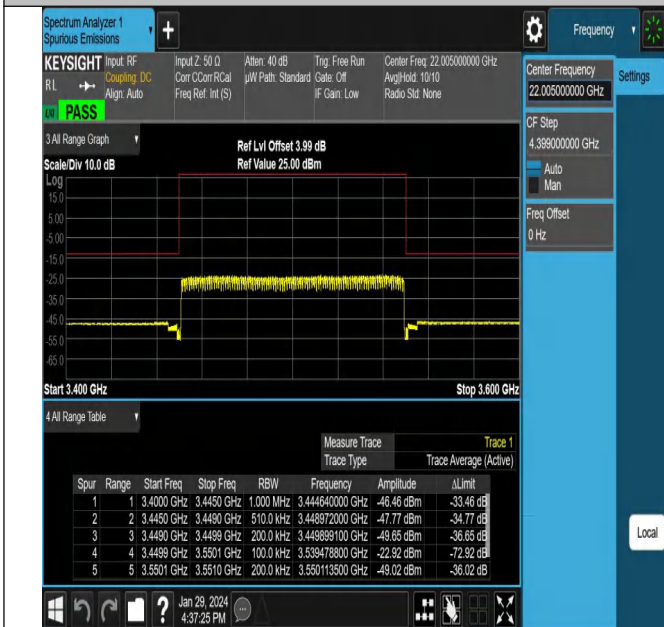 Spectrum Analyzer 1
Spurious Emissions
Frequency
KEYSIGHT
RL
Input: RF
Coupling: DC
Align: Auto
Input Z: 50 Ω
Corr CCorr RCal
Freq Ref: Int (S)
Atten: 40 dB
µW Path: Standard
Trig: Free Run
Gate: Off
IF Gain: Low
Center Freq: 22.005000000 GHz
Avg|Hold: 10/10
Radio Std: None
PASS
Center Frequency
22.005000000 GHz
Settings
CF Step
4.399000000 GHz
Auto
Man
Freq Offset
0 Hz
Local
3 All Range Graph
Scale/Div 10.0 dB
Ref Lvl Offset 3.99 dB
Ref Value 25.00 dBm
Log
15.0
5.00
-5.00
-15.0
-25.0
-35.0
-45.0
-55.0
-65.0
Start 3.400 GHz Stop 3.600 GHz
4 All Range Table
Measure Trace Trace 1
Trace Type Trace Average (Active)
Spur Range Start Freq Stop Freq RBW Frequency Amplitude ΔLimit
1 1 3.4000 GHz 3.4450 GHz 1.000 MHz 3.444640000 GHz -46.46 dBm -33.46 dB
2 2 3.4450 GHz 3.4490 GHz 510.0 kHz 3.448972000 GHz -47.77 dBm -34.77 dB
3 3 3.4490 GHz 3.4499 GHz 200.0 kHz 3.449899100 GHz -49.65 dBm -36.65 dB
4 4 3.4499 GHz 3.5501 GHz 100.0 kHz 3.539478800 GHz -22.92 dBm -72.92 dB
5 5 3.5501 GHz 3.5510 GHz 200.0 kHz 3.550113500 GHz -49.02 dBm -36.02 dB
?
Jan 29, 2024
4:37:25 PM